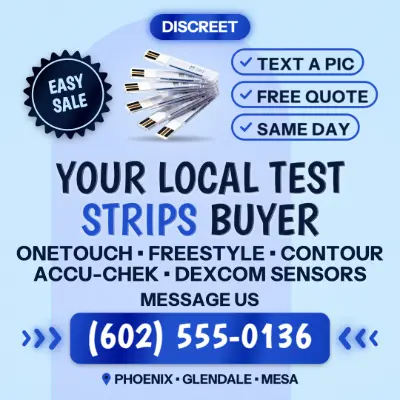 DISCREET
EASY
SALE
TEXT A PIC
FREE QUOTE
SAME DAY
YOUR LOCAL TEST
STRIPS BUYER
ONETOUCH ▪ FREESTYLE ▪ CONTOUR
ACCU-CHEK ▪ DEXCOM SENSORS
MESSAGE US
(602) 555-0136
PHOENIX ▪ GLENDALE ▪ MESA